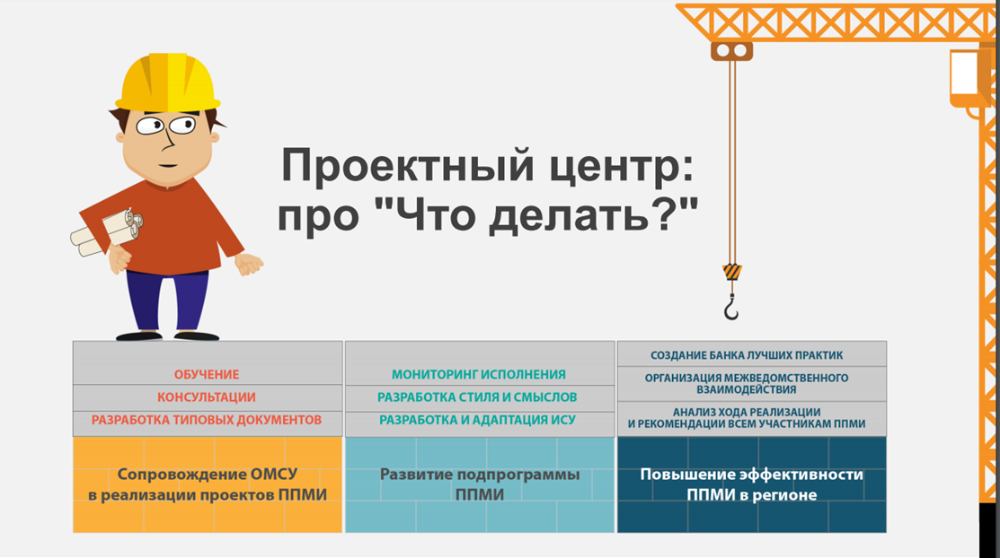 Проектный центр:
про "Что делать?"
ОБУЧЕНИЕ
КОНСУЛЬТАЦИИ
РАЗРАБОТКА ТИПОВЫХ ДОКУМЕНТОВ
Сопровождение ОМСУ
в реализации проектов ППМИ
МОНИТОРИНГ ИСПОЛНЕНИЯ
РАЗРАБОТКА СТИЛЯ И СМЫСЛОВ
РАЗРАБОТКА И АДАПТАЦИЯ ИСУ
Развитие подпрограммы
ППМИ
СОЗДАНИЕ БАНКА ЛУЧШИХ ПРАКТИК
ОРГАНИЗАЦИЯ МЕЖВЕДОМСТВЕННОГО
ВЗАИМОДЕЙСТВИЯ
АНАЛИЗ ХОДА РЕАЛИЗАЦИИ
И РЕКОМЕНДАЦИИ ВСЕМ УЧАСТНИКАМ ППМИ
Повышение эффективности
ППМИ в регионе